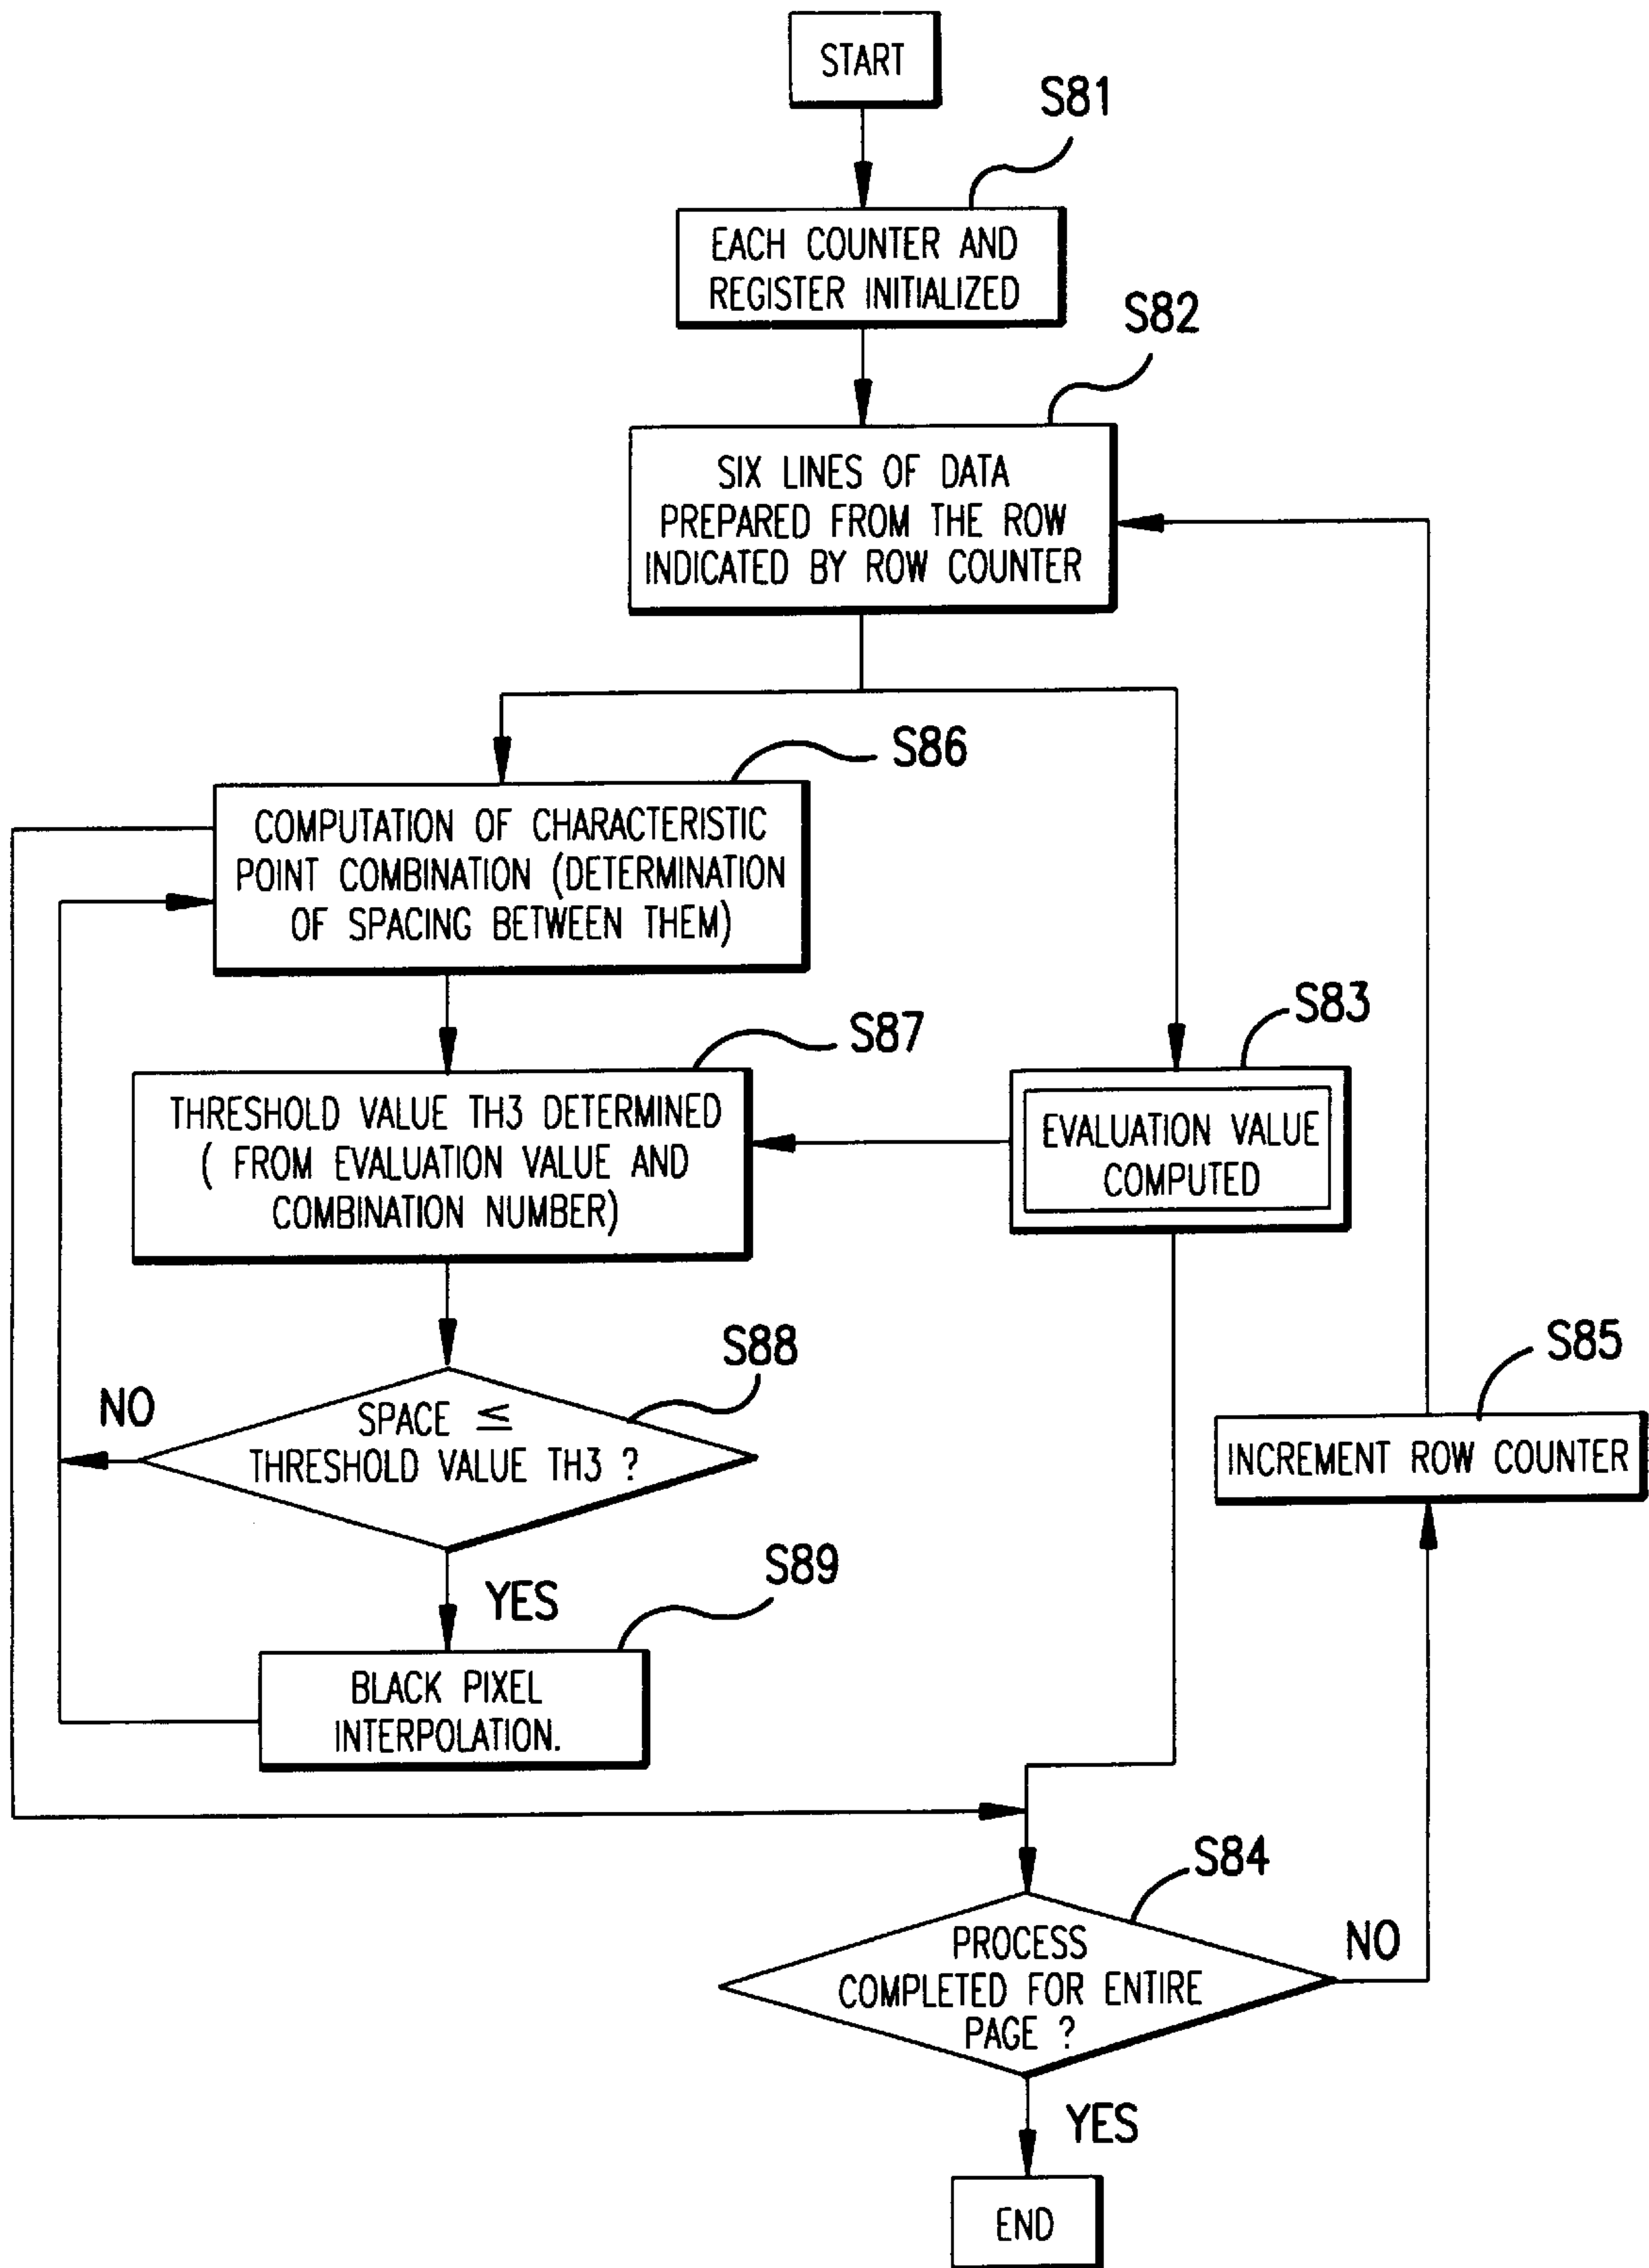 START
S81
EACH COUNTER AND
REGISTER INITIALIZED
S82
SIX LINES OF DATA
PREPARED FROM THE ROW
INDICATED BY ROW COUNTER
S86
COMPUTATION OF CHARACTERISTIC
POINT COMBINATION (DETERMINATION
OF SPACING BETWEEN THEM)
S83
EVALUATION VALUE
COMPUTED
S87
THRESHOLD VALUE TH3 DETERMINED
( FROM EVALUATION VALUE AND
COMBINATION NUMBER)
S88
NO
SPACE ≦
THRESHOLD VALUE TH3 ?
S85
INCREMENT ROW COUNTER
YES
S89
BLACK PIXEL
INTERPOLATION.
S84
PROCESS
COMPLETED FOR ENTIRE
PAGE ?
NO
YES
END